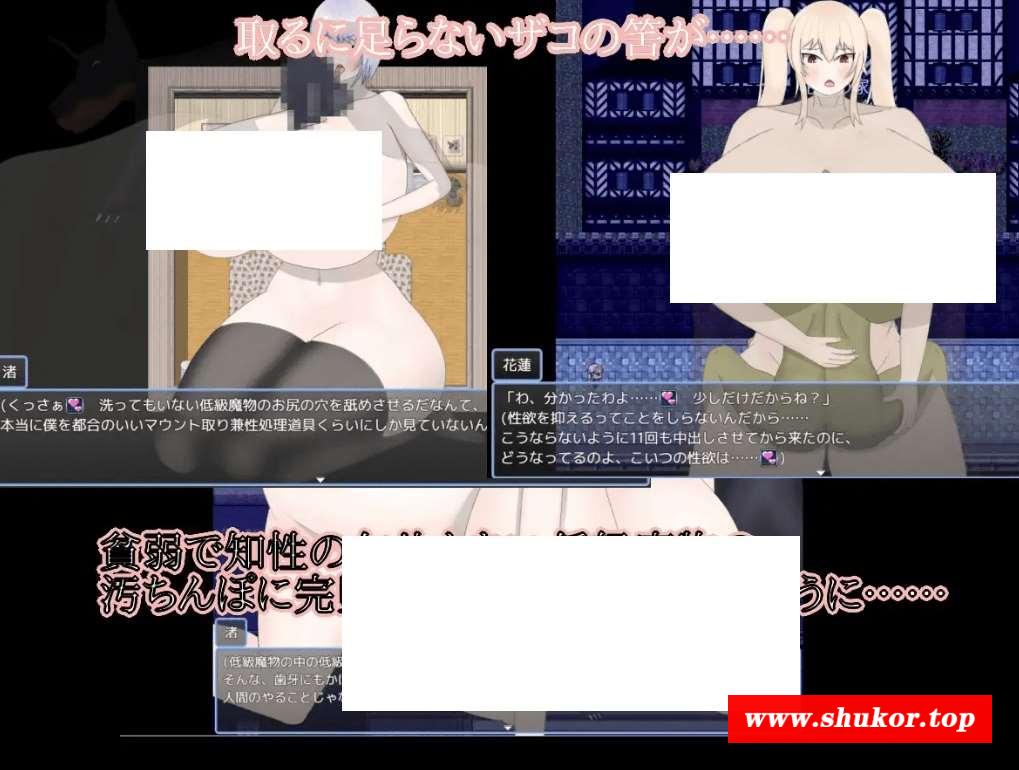 取るに足らないザコの筈が……
渚
(くっさぁ💕 洗ってもいない低級魔物のお尻の穴を舐めさせるだなんて、
本当に僕を都合のいいマウント取り兼性処理道具くらいにしか見ていないん
花蓮
「わ、分かったわよ……💕 少しだけだからね？」
(性欲を抑えるってことをしらないんだから……
こうならないように11回も中出しさせてから来たのに、
どうなってるのよ、こいつの性欲は……💕)
貧弱で知性の
汚ちんぽに完 うに……
渚
(低級魔物の中の低級
そんな、歯牙にもか
人間のやることじゃ
www.shukor.top